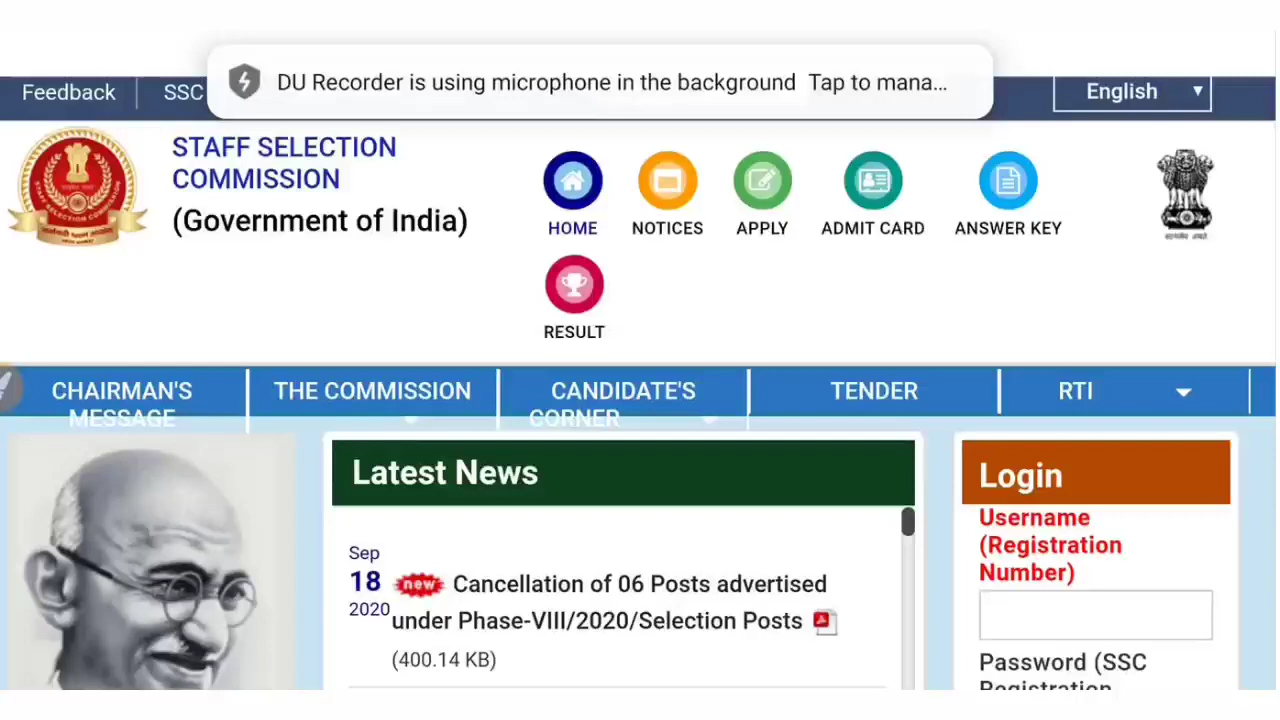 DU Recorder is using microphone in the background Tap to mana...
Feedback
SSC
English
STAFF SELECTION
COMMISSION
(Government of India)
HOME
NOTICES
APPLY
ADMIT CARD
ANSWER KEY
RESULT
CHAIRMAN'S
MESSAGE
THE COMMISSION
CANDIDATE'S
CORNER
TENDER
RTI
Latest News
Sep
18
2020
new Cancellation of 06 Posts advertised
under Phase-VIII/2020/Selection Posts
(400.14 KB)
Login
Username
(Registration
Number)
Password (SSC
Registration